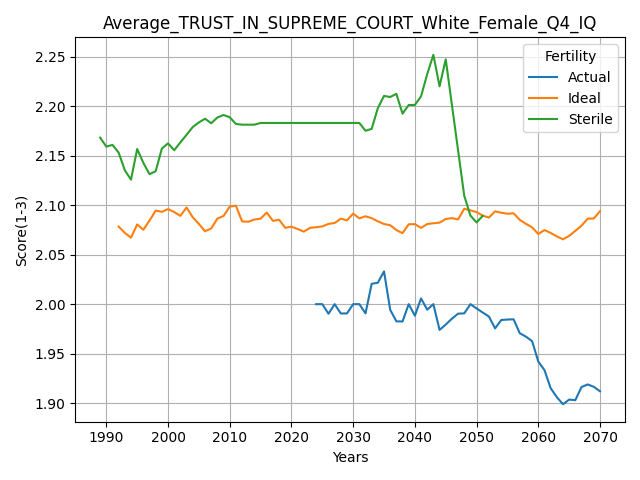 Average_TRUST_IN_SUPREME_COURT_White_Female_Q4_IQ
Fertility
Actual
Ideal
Sterile
Score(1-3)
2.25
2.20
2.15
2.10
2.05
2.00
1.95
1.90
1990 2000 2010 2020 2030 2040 2050 2060 2070
Years